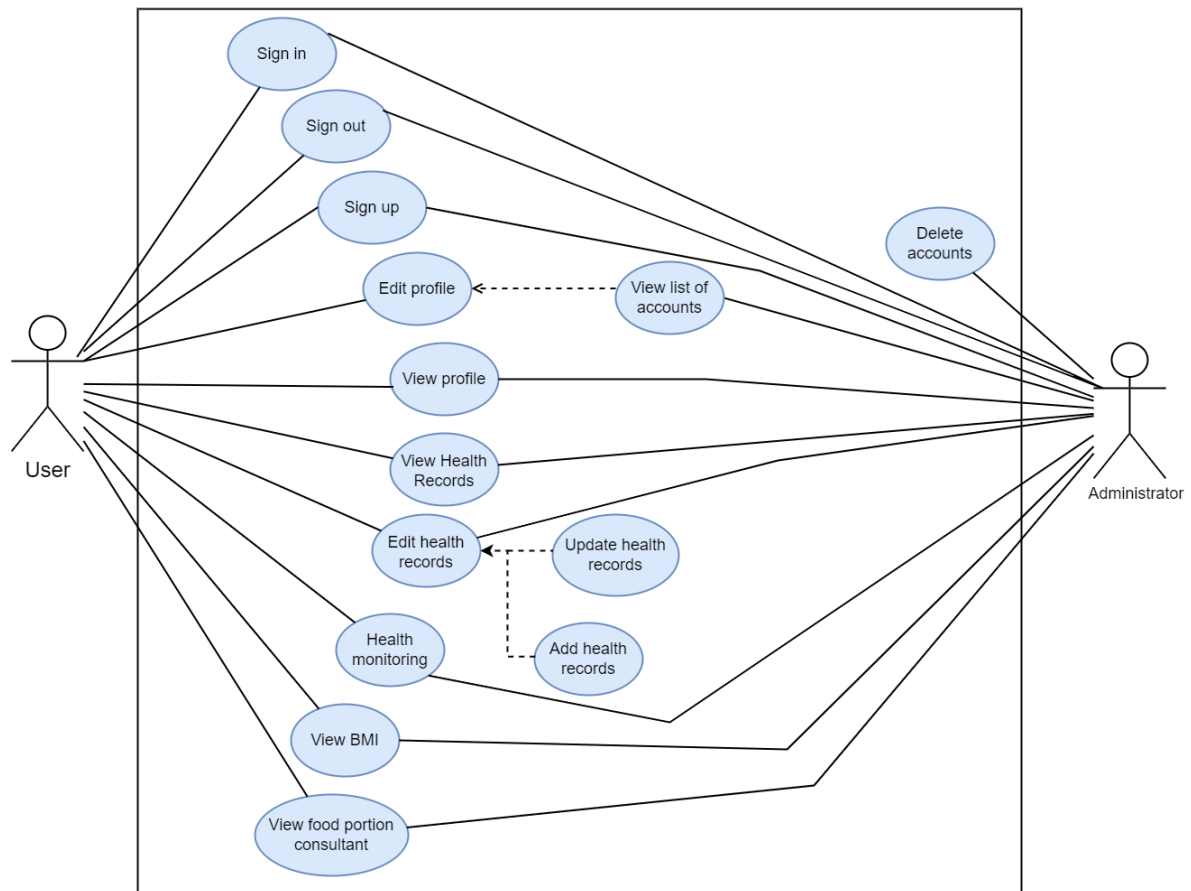 Sign in
Sign out
Sign up
Delete
accounts
Edit profile
View list of
accounts
View profile
User
View Health
Records
Administrator
Edit health
records
Update health
records
Health
monitoring
Add health
records
View BMI
View food portion
consultant